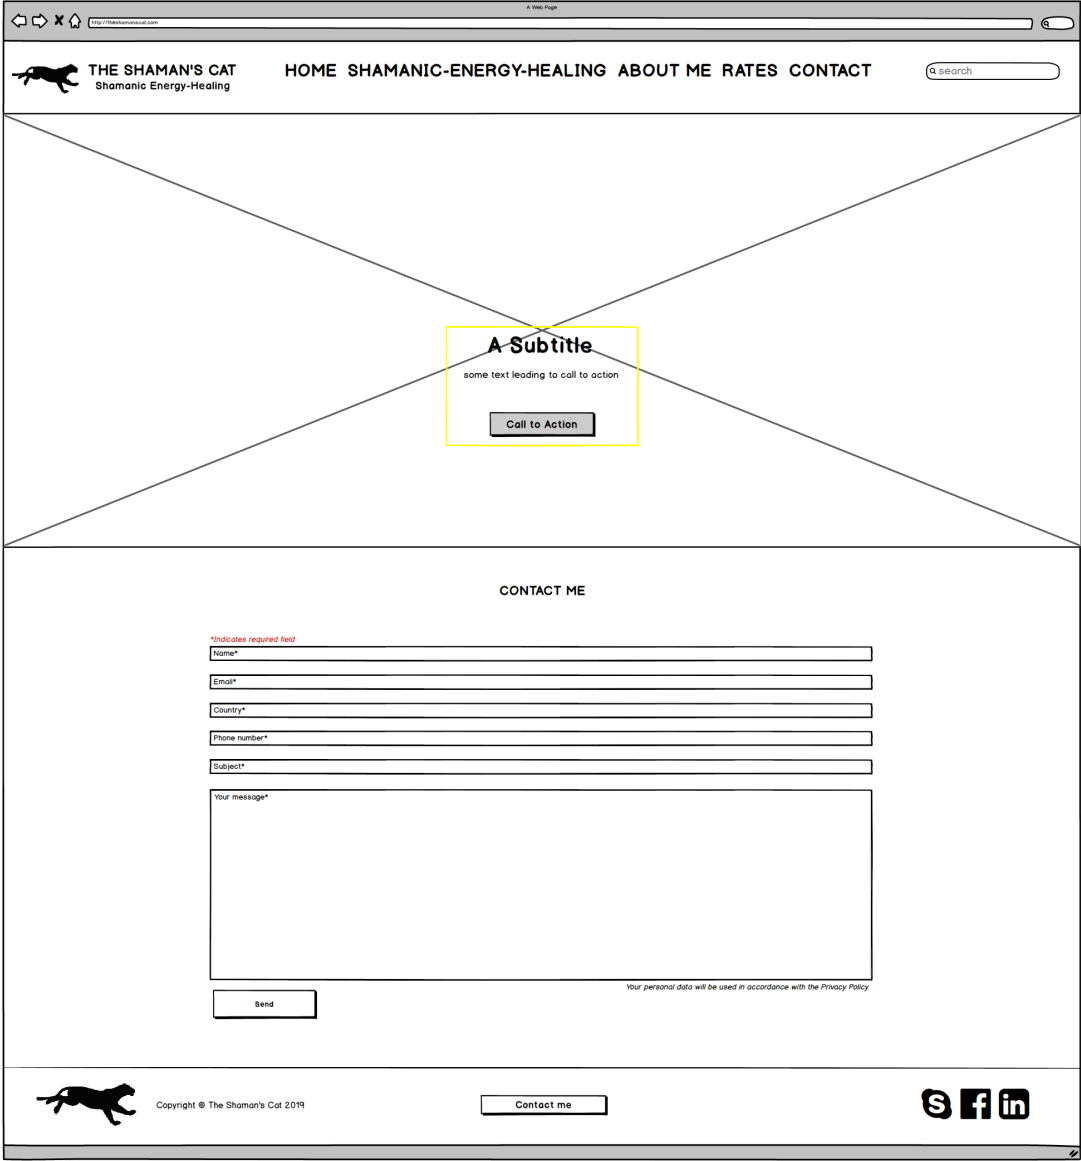 A Web Page
http://theshamanscat.com
THE SHAMAN'S CAT
Shamanic Energy-Healing
HOME SHAMANIC-ENERGY-HEALING ABOUT ME RATES CONTACT
search
A Subtitle
some text leading to call to action
Call to Action
CONTACT ME
*Indicates required field
Name*
Email*
Country*
Phone number*
Subject*
Your message*
Your personal data will be used in accordance with the Privacy Policy
Send
Copyright © The Shaman's Cat 2019
Contact me